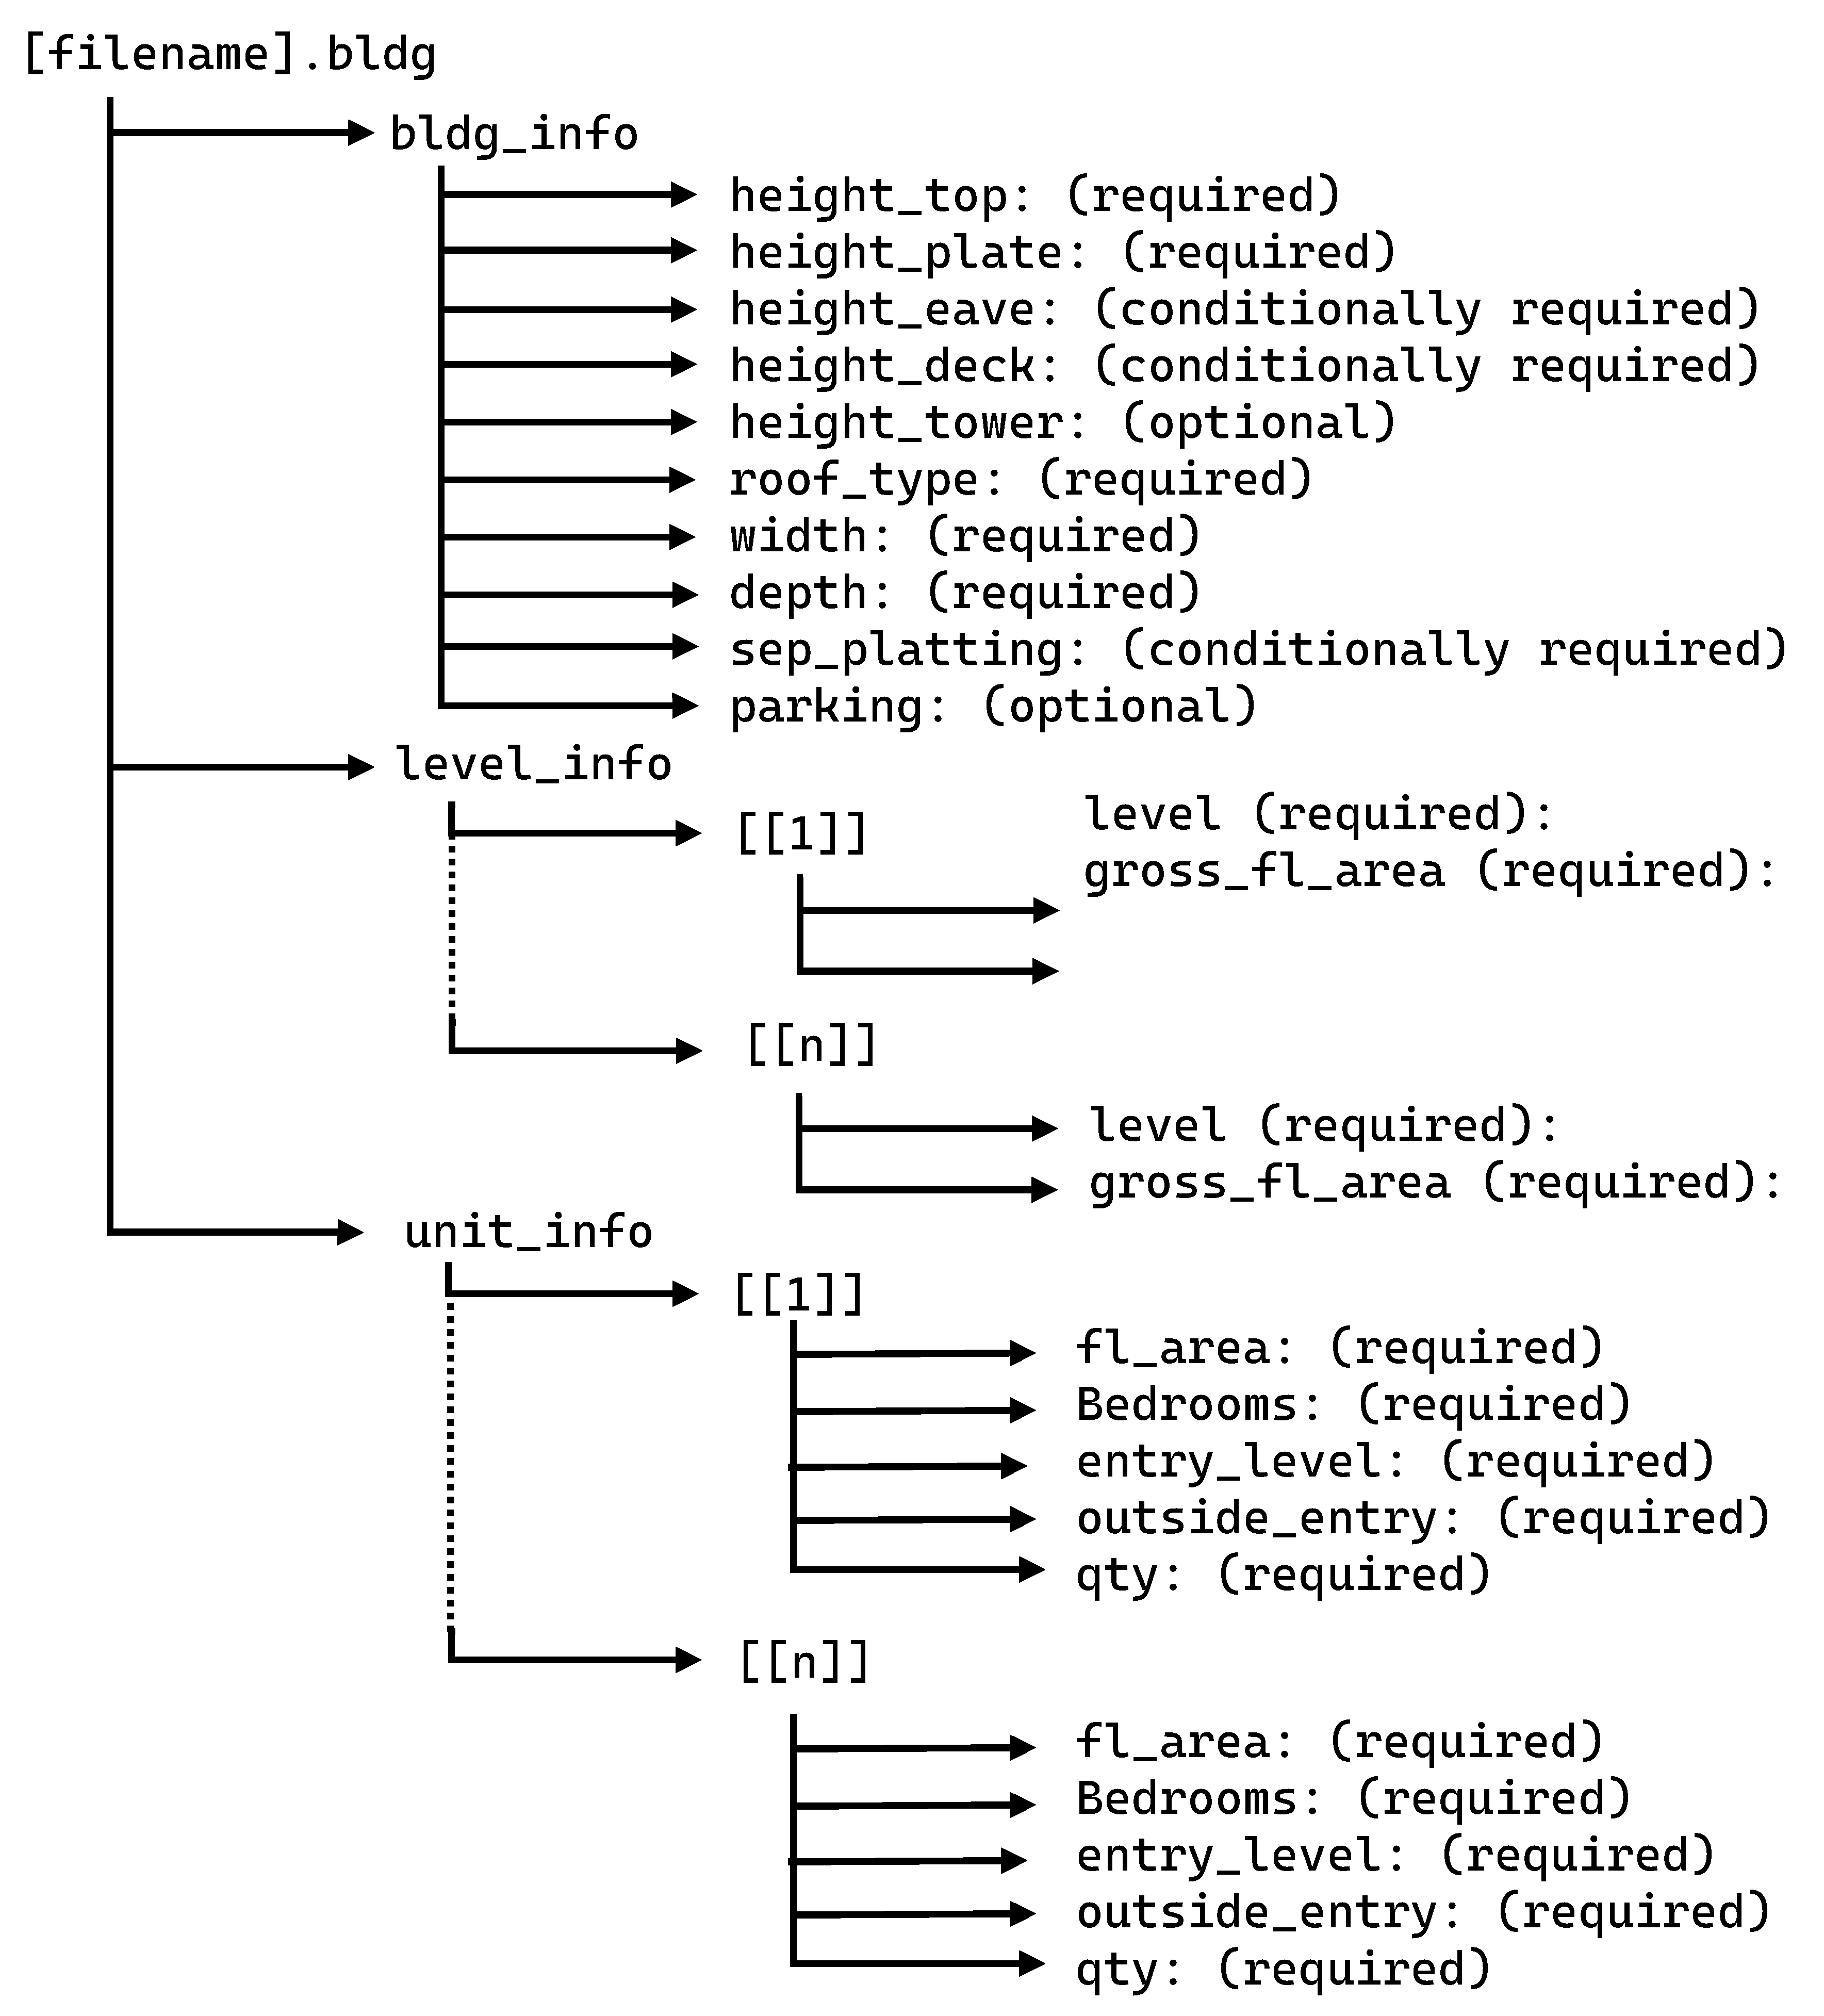 [filename].bldg
bldg_info
height_top: (required)
height_plate: (required)
height_eave: (conditionally required)
height_deck: (conditionally required)
height_tower: (optional)
roof_type: (required)
width: (required)
depth: (required)
sep_platting: (conditionally required)
parking: (optional)
level_info
[[1]]
level (required):
gross_fl_area (required):
[[n]]
level (required):
gross_fl_area (required):
unit_info
[[1]]
fl_area: (required)
Bedrooms: (required)
entry_level: (required)
outside_entry: (required)
qty: (required)
[[n]]
fl_area: (required)
Bedrooms: (required)
entry_level: (required)
outside_entry: (required)
qty: (required)